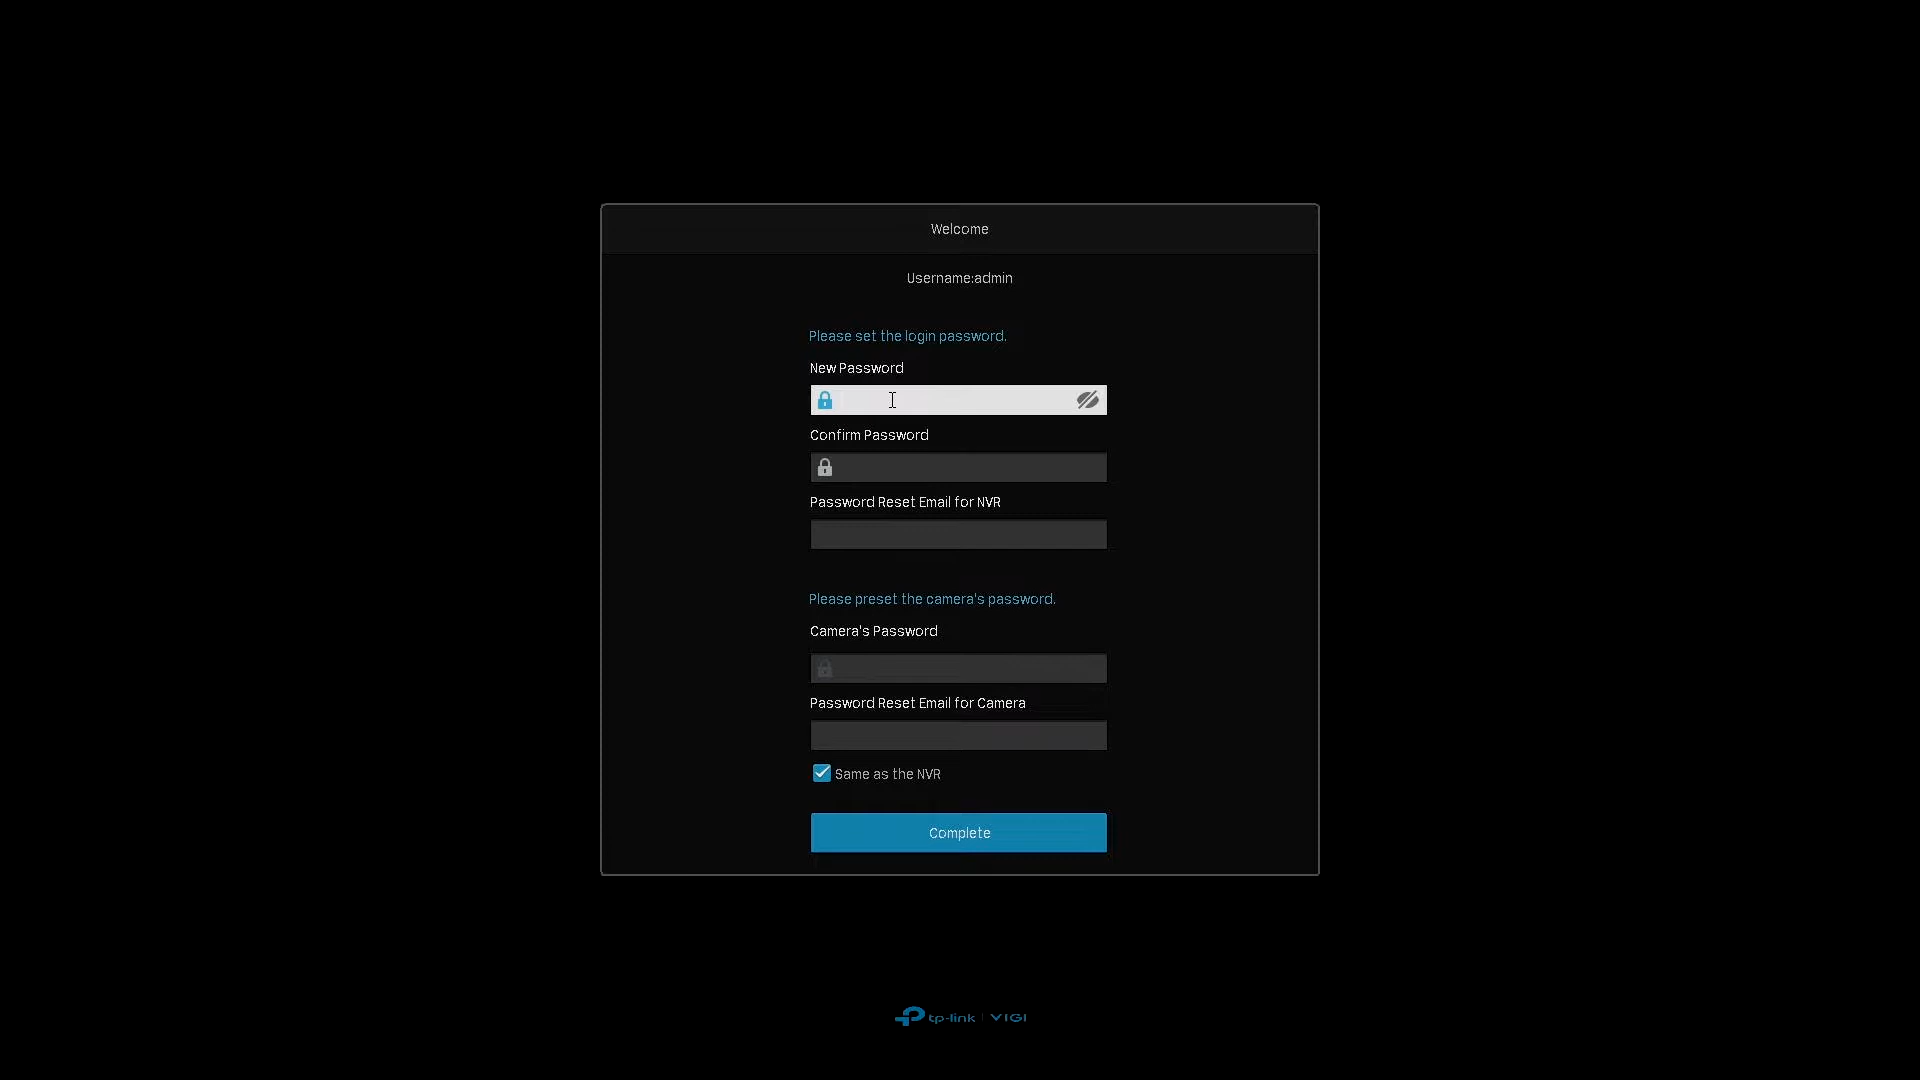 Welcome
Username:admin
Please set the login password.
New Password
Confirm Password
Password Reset Email for NVR
Please preset the camera's password.
Camera's Password
Password Reset Email for Camera
Same as the NVR
Complete
tp-link | VIGI